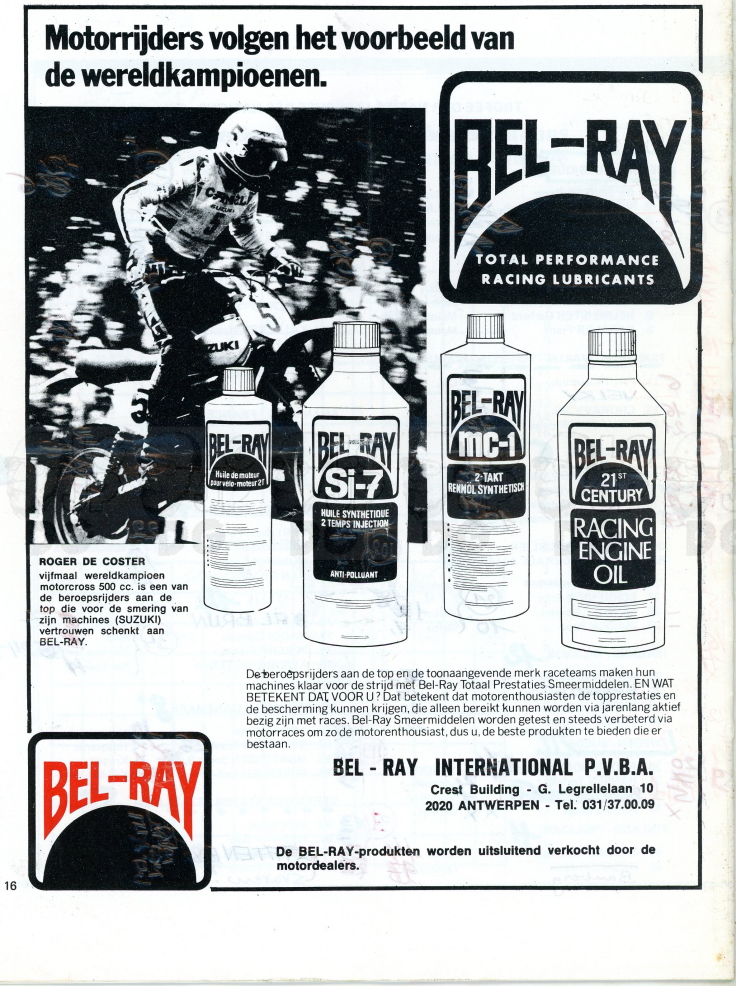 Motorrijders volgen het voorbeeld van
de wereldkampioenen.
BEL-RAY
TOTAL PERFORMANCE
RACING LUBRICANTS
CAMEL
SUZUKI
5
SUZUKI
5
BEL-RAY
Huile de moteur
pour vélo-moteur 2T
BEL-RAY
Si-7
HUILE SYNTHETIQUE
2 TEMPS INJECTION
ANTI-POLLUANT
BEL-RAY
mc-1
2-TAKT
RENNÖL SYNTHETISCH
BEL-RAY
21ST
CENTURY
RACING
ENGINE
OIL
ROGER DE COSTER
vijfmaal wereldkampioen
motorcross 500 cc. is een van
de beroepsrijders aan de
top die voor de smering van
zijn machines (SUZUKI)
vertrouwen schenkt aan
BEL-RAY.
De beroepsrijders aan de top en de toonaangevende merk raceteams maken hun
machines klaar voor de strijd met Bel-Ray Totaal Prestaties Smeermiddelen. EN WAT
BETEKENT DAT VOOR U? Dat betekent dat motorenthousiasten de topprestaties en
de bescherming kunnen krijgen, die alleen bereikt kunnen worden via jarenlang aktief
bezig zijn met races. Bel-Ray Smeermiddelen worden getest en steeds verbeterd via
motorraces om zo de motorenthousiast, dus u, de beste produkten te bieden die er
bestaan.
BEL-RAY
BEL - RAY INTERNATIONAL P.V.B.A.
Crest Building - G. Legrellelaan 10
2020 ANTWERPEN - Tel. 031/37.00.09
De BEL-RAY-produkten worden uitsluitend verkocht door de
motordealers.
16